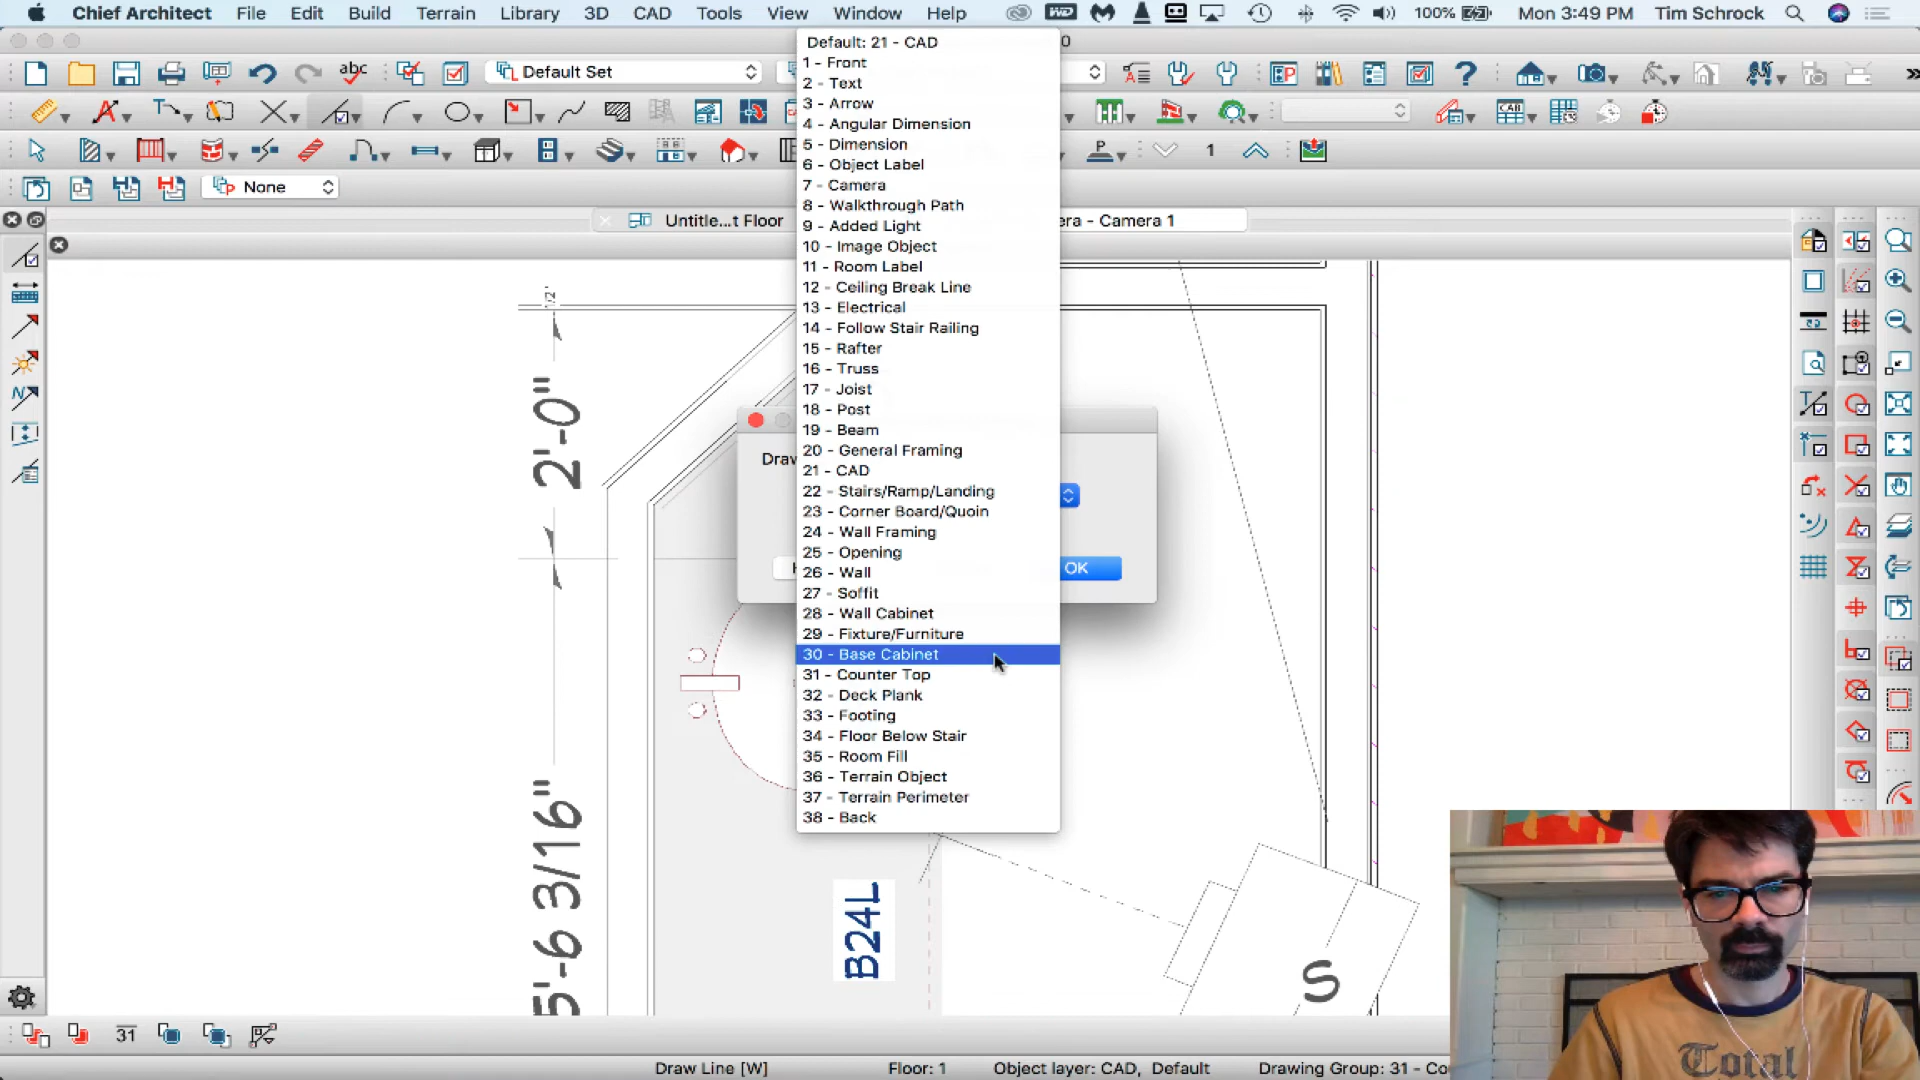 Chief Architect File Edit Build Terrain Library 3D CAD Tools View Window Help WD 100% Mon 3:49 PM Tim Schrock
Default Set
abc
CAB
None
P 1
Untitle...t Floor
era - Camera 1
Default: 21 - CAD
1 - Front
2 - Text
3 - Arrow
4 - Angular Dimension
5 - Dimension
6 - Object Label
7 - Camera
8 - Walkthrough Path
9 - Added Light
10 - Image Object
11 - Room Label
12 - Ceiling Break Line
13 - Electrical
14 - Follow Stair Railing
15 - Rafter
16 - Truss
17 - Joist
18 - Post
19 - Beam
20 - General Framing
21 - CAD
22 - Stairs/Ramp/Landing
23 - Corner Board/Quoin
24 - Wall Framing
25 - Opening
26 - Wall
27 - Soffit
28 - Wall Cabinet
29 - Fixture/Furniture
30 - Base Cabinet
31 - Counter Top
32 - Deck Plank
33 - Footing
34 - Floor Below Stair
35 - Room Fill
36 - Terrain Object
37 - Terrain Perimeter
38 - Back
Draw
OK
2'-0"
5'-6 3/16"
B24L
S
31
Total
Draw Line [W] Floor: 1 Object layer: CAD, Default Drawing Group: 31 - Co